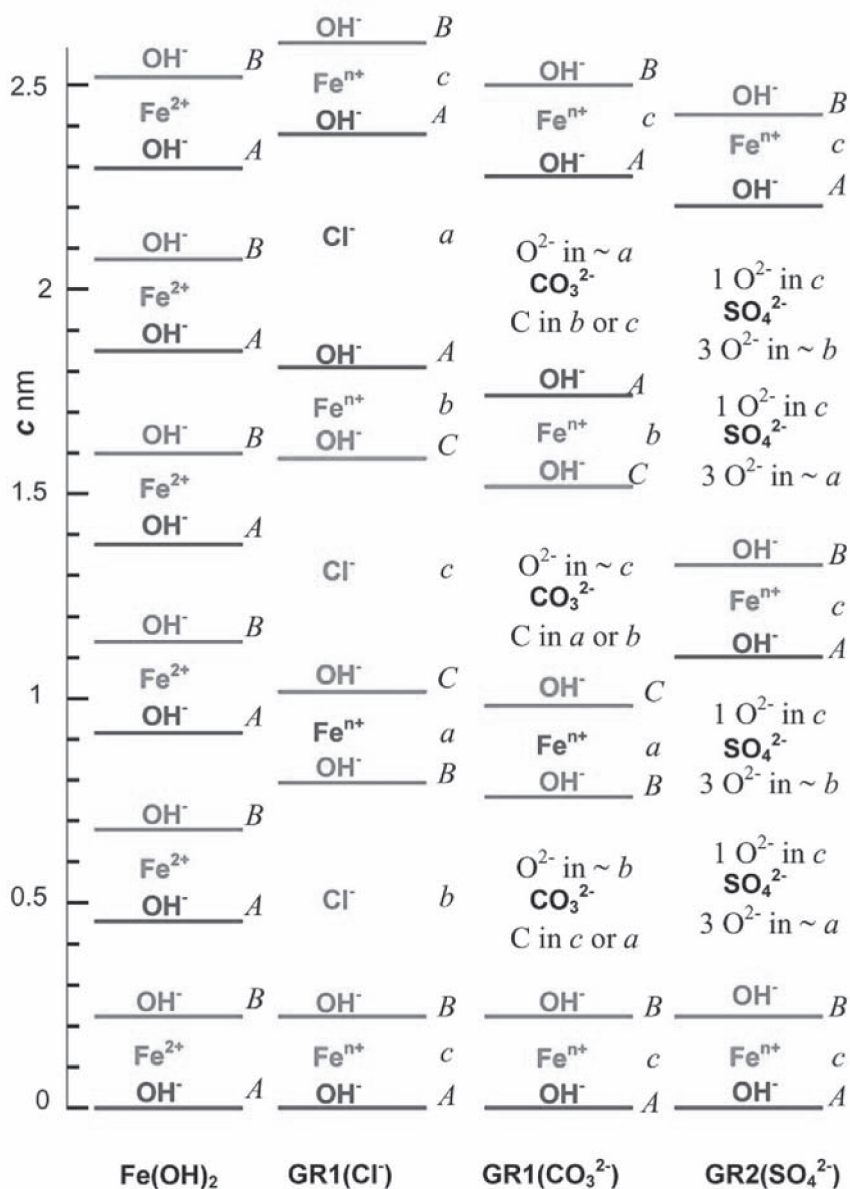 2.5
2
c nm
1.5
1
0.5
0
OH⁻ B
Fe²⁺
OH⁻ A
OH⁻ B
Fe²⁺
OH⁻ A
OH⁻ B
Fe²⁺
OH⁻ A
OH⁻ B
Fe²⁺
OH⁻ A
OH⁻ B
Fe²⁺
OH⁻ A
OH⁻ B
Fe²⁺
OH⁻ A
Fe(OH)₂
OH⁻ B
Feⁿ⁺ c
OH⁻ A
Cl⁻ a
OH⁻ A
Feⁿ⁺ b
OH⁻ C
Cl⁻ c
OH⁻ C
Feⁿ⁺ a
OH⁻ B
Cl⁻ b
OH⁻ B
Feⁿ⁺ c
OH⁻ A
GR1(Cl⁻)
OH⁻ B
Feⁿ⁺ c
OH⁻ A
O²⁻ in ~ a
CO₃²⁻
C in b or c
OH⁻ A
Feⁿ⁺ b
OH⁻ C
O²⁻ in ~ c
CO₃²⁻
C in a or b
OH⁻ C
Feⁿ⁺ a
OH⁻ B
O²⁻ in ~ b
CO₃²⁻
C in c or a
OH⁻ B
Feⁿ⁺ c
OH⁻ A
GR1(CO₃²⁻)
OH⁻ B
Feⁿ⁺ c
OH⁻ A
1 O²⁻ in c
SO₄²⁻
3 O²⁻ in ~ b
1 O²⁻ in c
SO₄²⁻
3 O²⁻ in ~ a
OH⁻ B
Feⁿ⁺ c
OH⁻ A
1 O²⁻ in c
SO₄²⁻
3 O²⁻ in ~ b
1 O²⁻ in c
SO₄²⁻
3 O²⁻ in ~ a
OH⁻ B
Feⁿ⁺ c
OH⁻ A
GR2(SO₄²⁻)